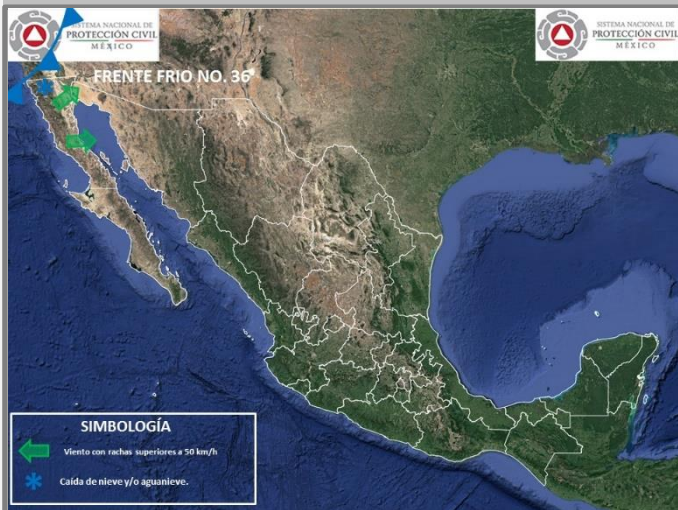 SISTEMA NACIONAL DE
PROTECCIÓN CIVIL
MÉXICO
SISTEMA NACIONAL DE
PROTECCIÓN CIVIL
MÉXICO
FRENTE FRIO NO. 36°
SIMBOLOGÍA
Viento con rachas superiores a 50 km/h
Caída de nieve y/o aguanieve.